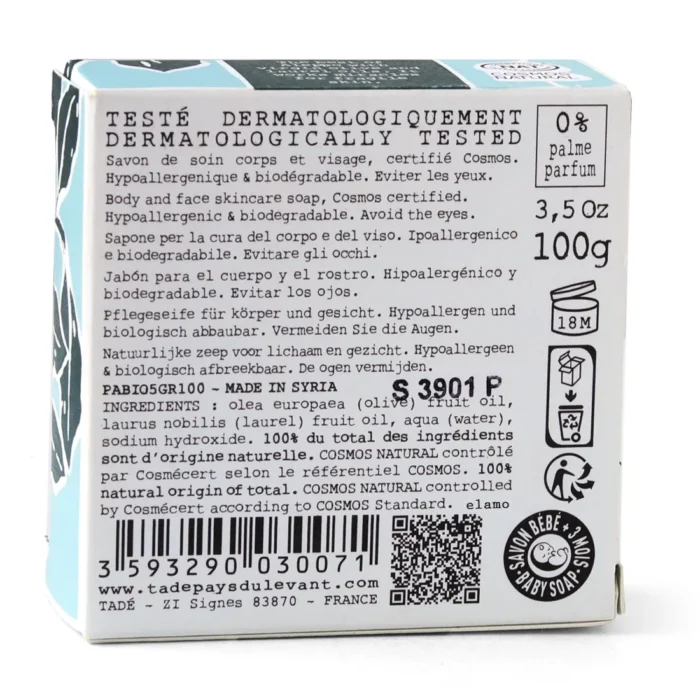 COSMOS NATURAL
TESTÉ DERMATOLOGIQUEMENT
DERMATOLOGICALLY TESTED
Savon de soin corps et visage, certifié Cosmos.
Hypoallergenique & biodégradable. Eviter les yeux.
Body and face skincare soap, Cosmos certified.
Hypoallergenic & biodegradable. Avoid the eyes.
Sapone per la cura del corpo e del viso. Ipoallergenico
e biodegradabile. Evitare gli occhi.
Jabón para el cuerpo y el rostro. Hipoalergénico y
biodegradable. Evitar los ojos.
Pflegeseife für körper und gesicht. Hypoallergen und
biologisch abbaubar. Vermeiden Sie die Augen.
Natuurlijke zeep voor lichaam en gezicht. Hypoallergeen
& biologisch afbreekbaar. De ogen vermijden.
PABIO5GR100 - MADE IN SYRIA
S 3901 P
INGREDIENTS : olea europaea (olive) fruit oil,
laurus nobilis (laurel) fruit oil, aqua (water),
sodium hydroxide. 100% du total des ingrédients
sont d'origine naturelle. COSMOS NATURAL contrôlé
par Cosmécert selon le référentiel COSMOS. 100%
natural origin of total. COSMOS NATURAL controlled
by Cosmécert according to COSMOS Standard. elamo
3 593290 030071
www.tadepaysdulevant.com
TADÉ - ZI Signes 83870 - FRANCE
0%
palme
parfum
3,5 Oz
100g
18M
SAVON BÉBÉ + 3 MOIS
BABY SOAP